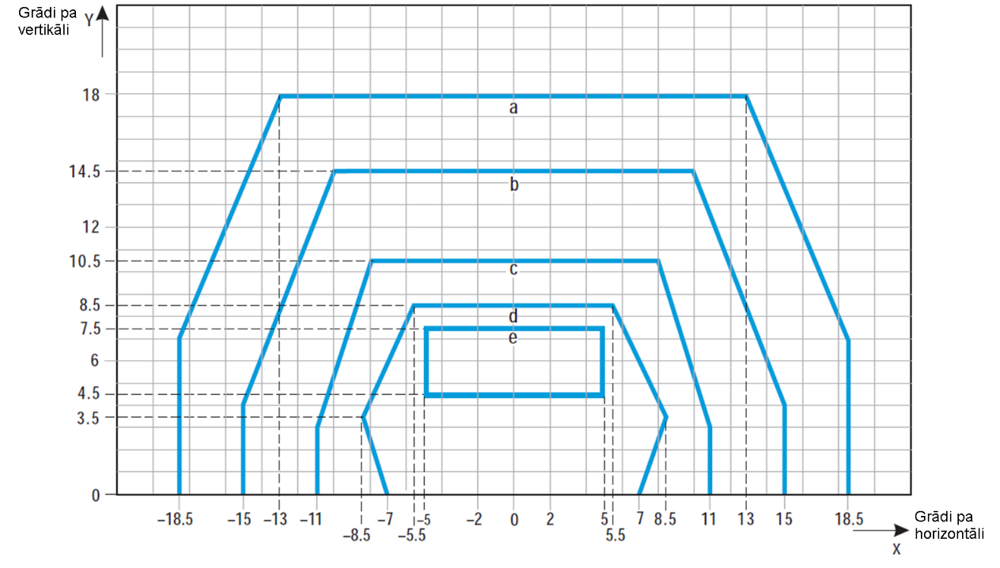 Grādi pa
vertikāli
Y
18
a
14.5
b
12
10.5
c
8.5
d
7.5
e
6
4.5
3.5
0
–18.5 –15 –13 –11 –7 –5 –2 0 2 5 7 8.5 11 13 15 18.5
–8.5 –5.5 5.5
Grādi pa
horizontāli
X